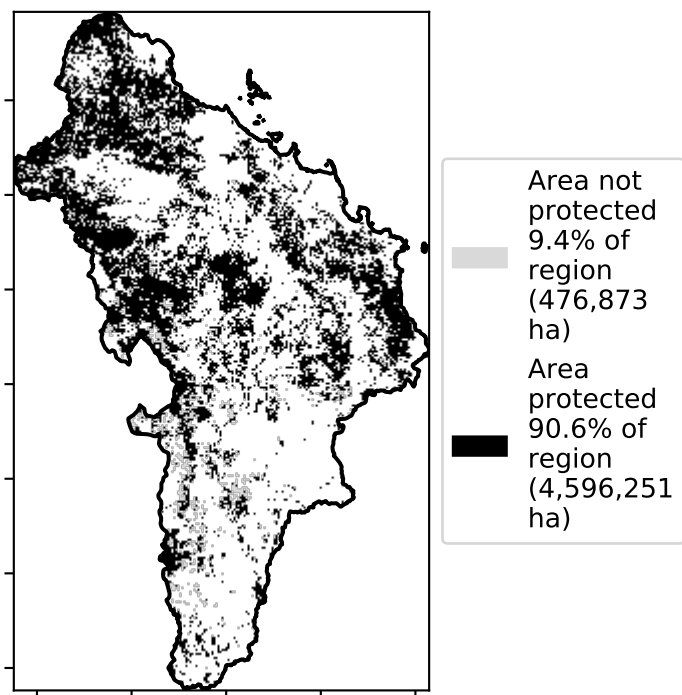 Area not
protected
9.4% of
region
(476,873
ha)
Area
protected
90.6% of
region
(4,596,251
ha)